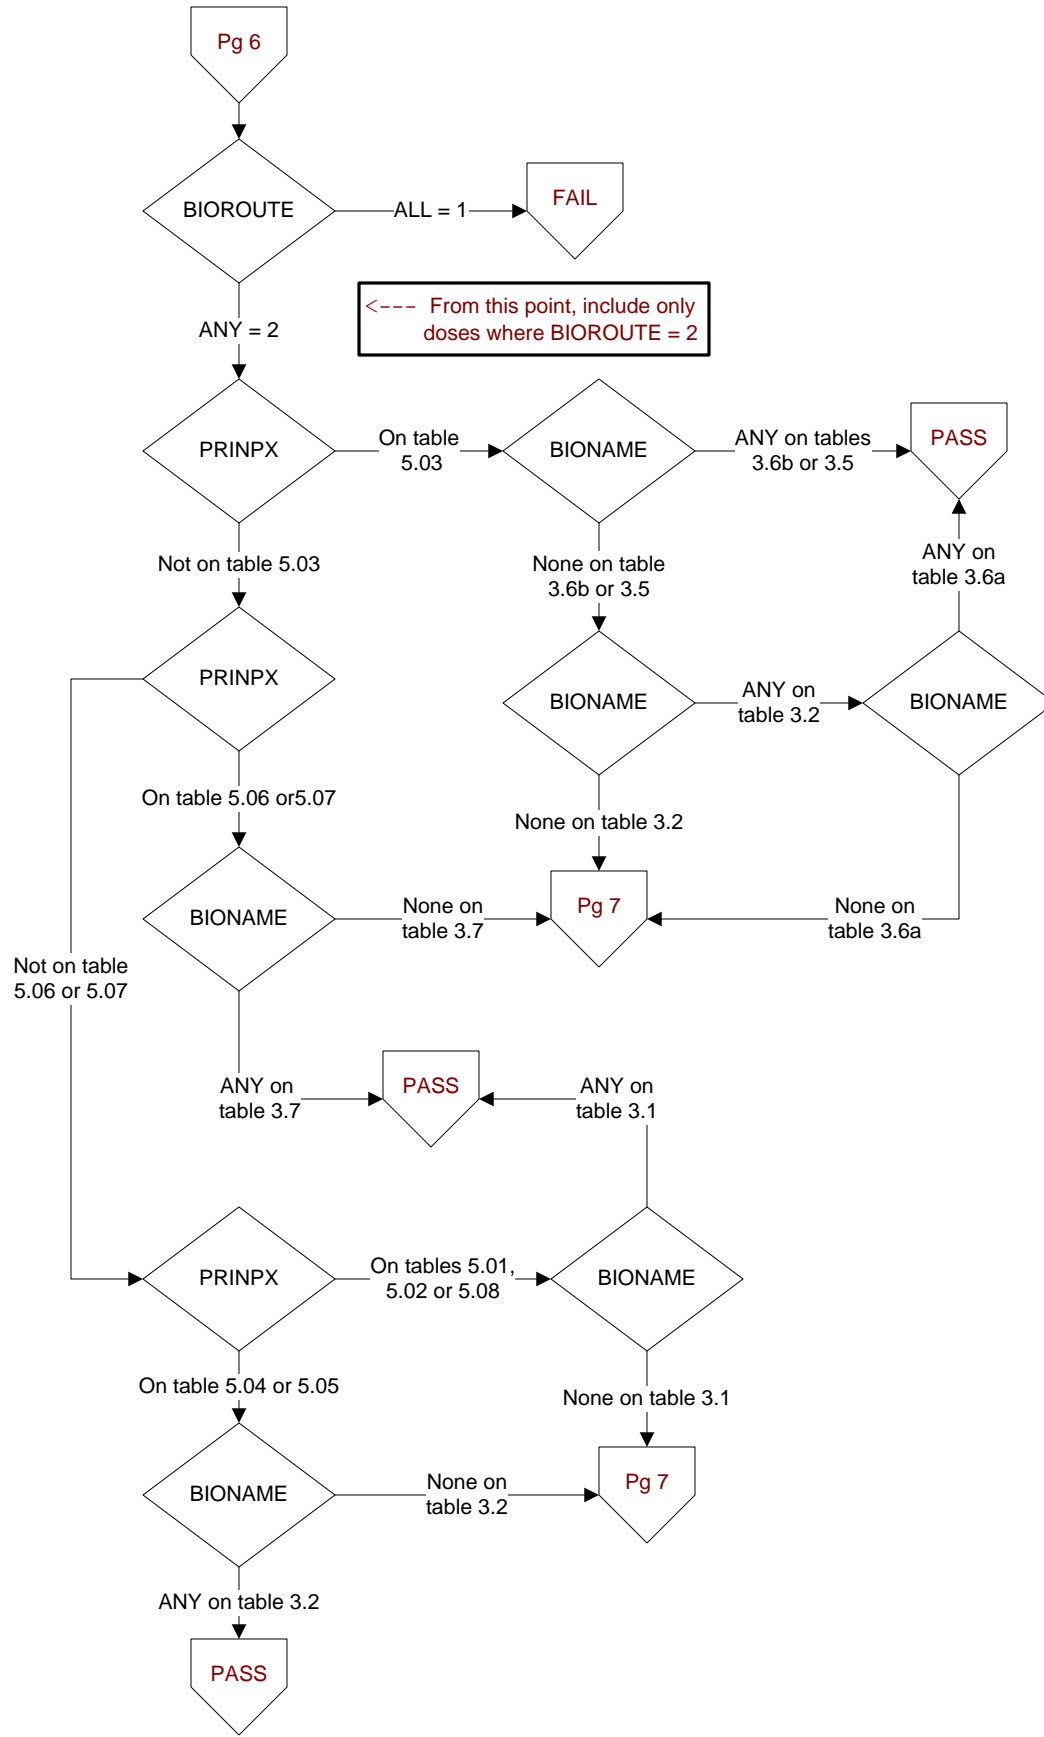 Pg 6
BIOROUTE
ALL = 1
FAIL
<--- From this point, include only
doses where BIOROUTE = 2
ANY = 2
PRINPX
On table
5.03
BIONAME
ANY on tables
3.6b or 3.5
PASS
Not on table 5.03
None on table
3.6b or 3.5
ANY on
table 3.6a
PRINPX
BIONAME
ANY on
table 3.2
BIONAME
On table 5.06 or5.07
None on table 3.2
BIONAME
None on
table 3.7
Pg 7
None on
table 3.6a
Not on table
5.06 or 5.07
ANY on
table 3.7
PASS
ANY on
table 3.1
PRINPX
On tables 5.01,
5.02 or 5.08
BIONAME
On table 5.04 or 5.05
None on table 3.1
BIONAME
None on
table 3.2
Pg 7
ANY on table 3.2
PASS